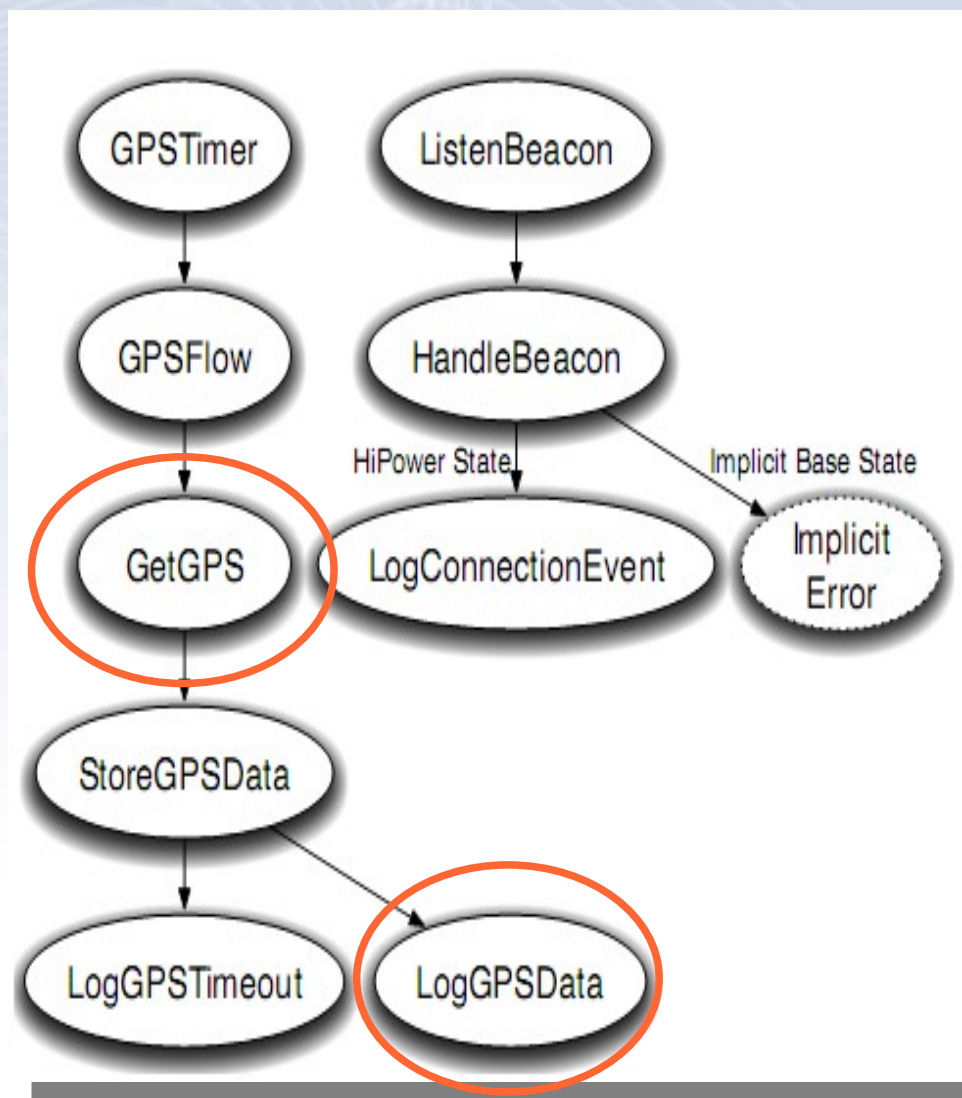 GPSTimer
ListenBeacon
GPSFlow
HandleBeacon
HiPower State
Implicit Base State
GetGPS
LogConnectionEvent
Implicit
Error
StoreGPSData
LogGPSTimeout
LogGPSData